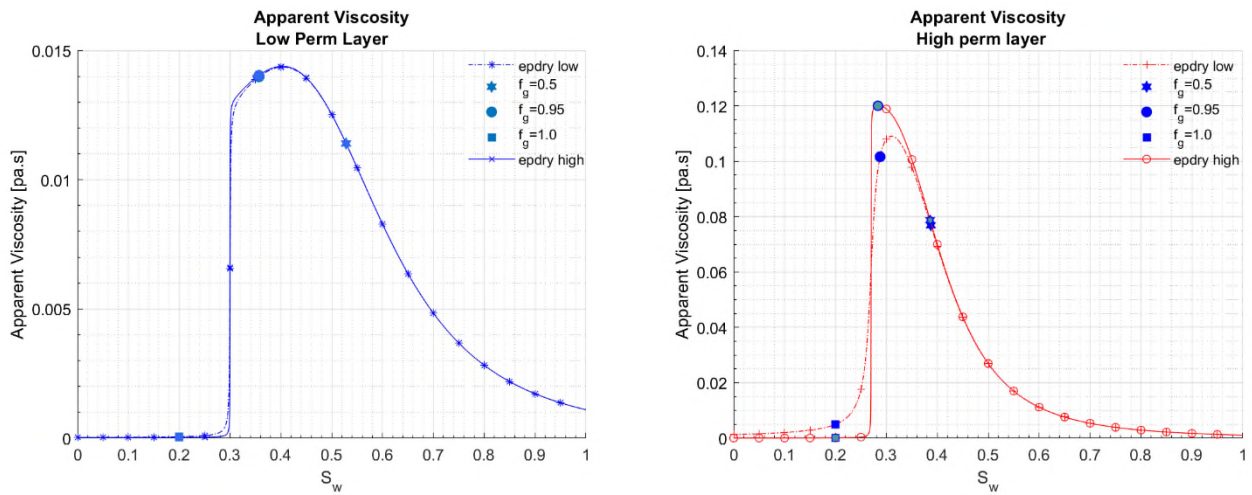 Apparent Viscosity
Low Perm Layer
Apparent Viscosity [pa.s]
0.015
0.01
0.005
0
0 0.1 0.2 0.3 0.4 0.5 0.6 0.7 0.8 0.9 1
S_w
epdry low
f_g=0.5
f_g=0.95
f_g=1.0
epdry high
Apparent Viscosity
High perm layer
Apparent Viscosity [pa.s]
0.14
0.12
0.1
0.08
0.06
0.04
0.02
0
0 0.1 0.2 0.3 0.4 0.5 0.6 0.7 0.8 0.9 1
S_w
epdry low
f_g=0.5
f_g=0.95
f_g=1.0
epdry high